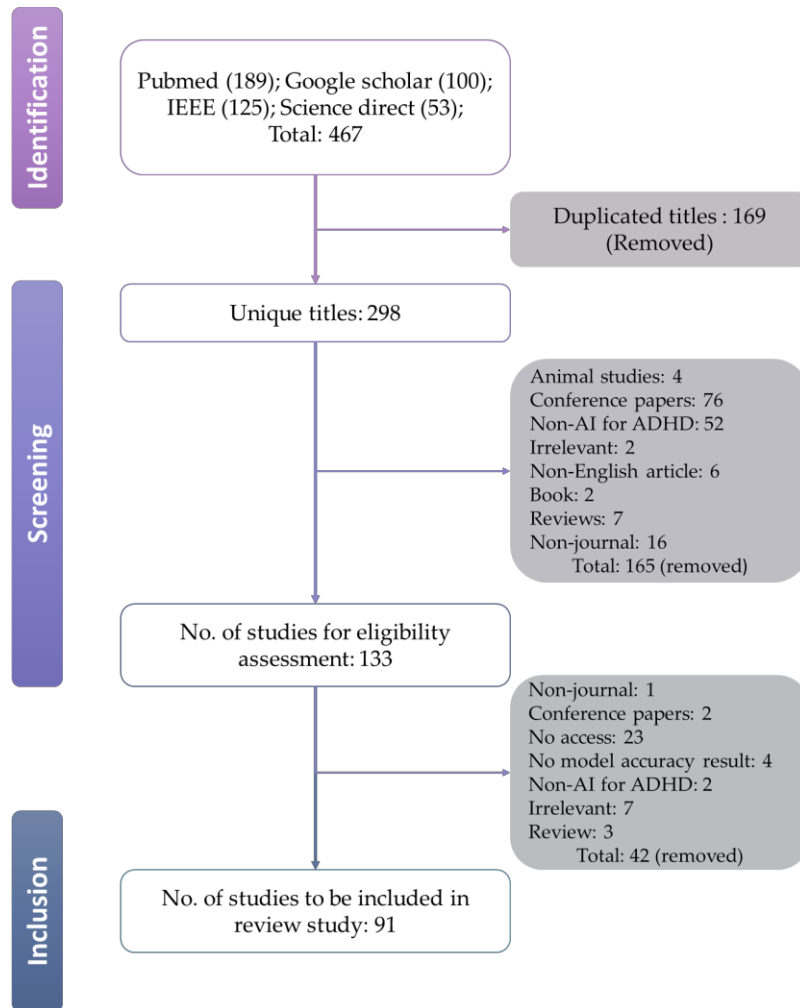 Identification
Pubmed (189); Google scholar (100);
IEEE (125); Science direct (53);
Total: 467
Duplicated titles : 169
(Removed)
Screening
Unique titles: 298
Animal studies: 4
Conference papers: 76
Non-AI for ADHD: 52
Irrelevant: 2
Non-English article: 6
Book: 2
Reviews: 7
Non-journal: 16
Total: 165 (removed)
No. of studies for eligibility
assessment: 133
Non-journal: 1
Conference papers: 2
No access: 23
No model accuracy result: 4
Non-AI for ADHD: 2
Irrelevant: 7
Review: 3
Total: 42 (removed)
Inclusion
No. of studies to be included in
review study: 91